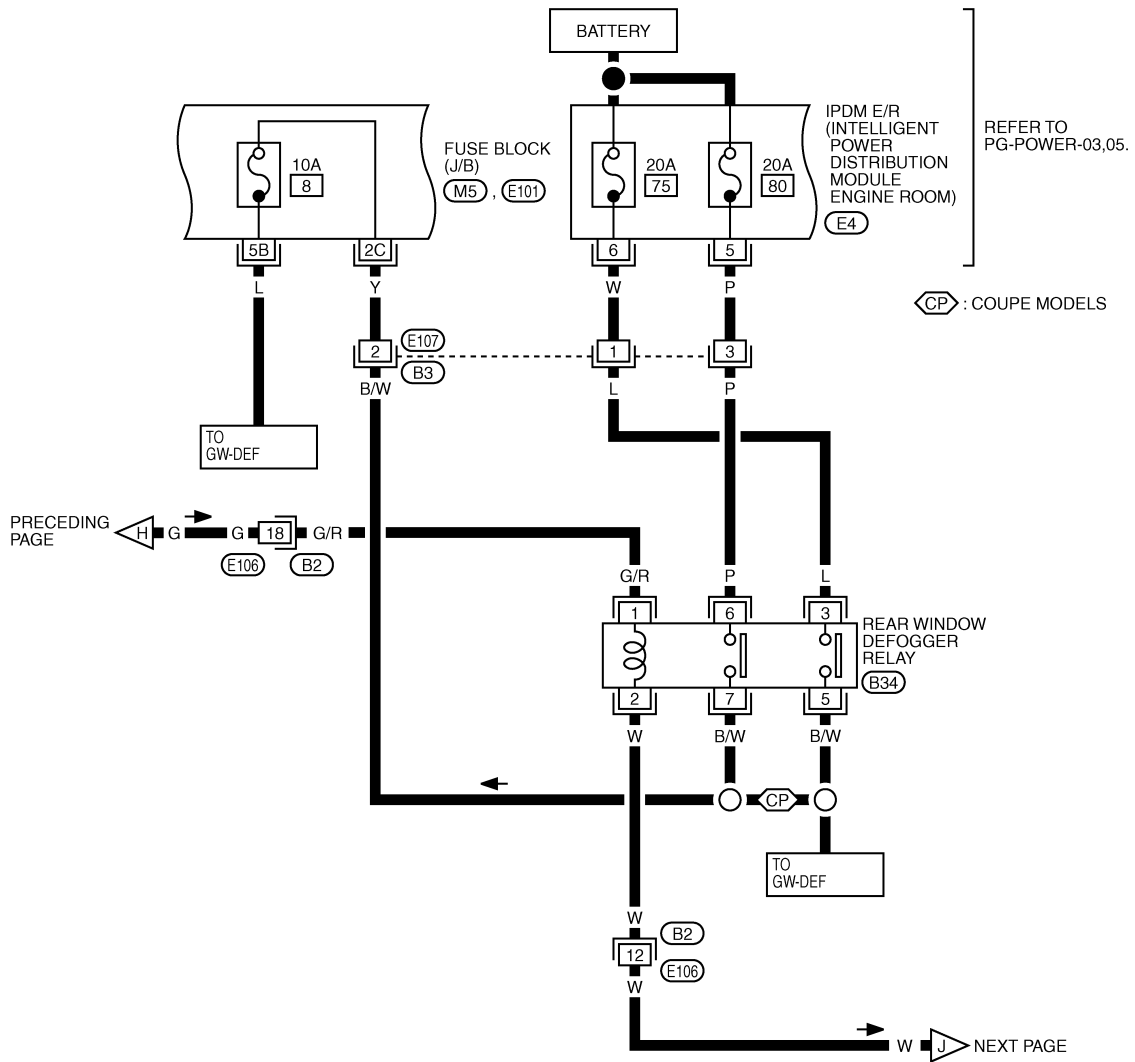 BATTERY
IPDM E/R
(INTELLIGENT
POWER
DISTRIBUTION
MODULE
ENGINE ROOM)
E4
REFER TO
PG-POWER-03,05.
FUSE BLOCK
(J/B)
M5 , E101
10A
8
20A
75
20A
80
5B
2C
6
5
L
Y
W
P
CP : COUPE MODELS
2
E107
B3
1
3
B/W
L
P
TO
GW-DEF
PRECEDING
PAGE
H
G
G
18
G/R
E106
B2
G/R
P
L
1
6
3
REAR WINDOW
DEFOGGER
RELAY
B34
2
7
5
W
B/W
B/W
CP
TO
GW-DEF
W
B2
12
E106
W
W
J
NEXT PAGE